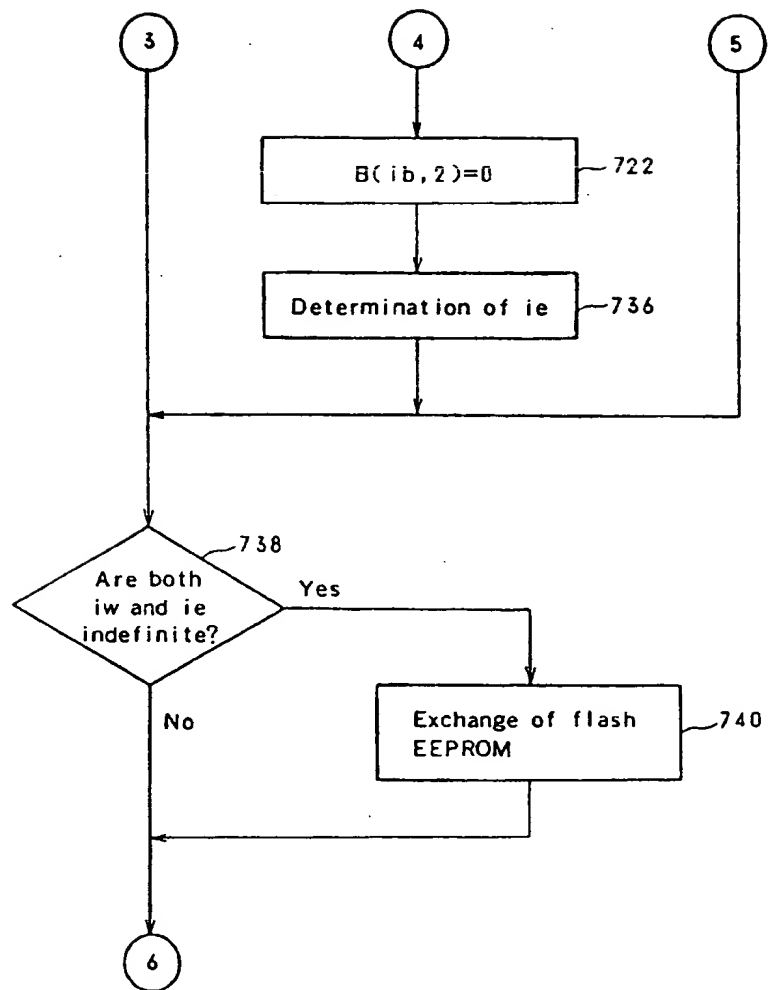 3
4
5
B(ib,2)=0
722
Determination of ie
736
738
Are both
iw and ie
indefinite?
Yes
No
Exchange of flash
EEPROM
740
6